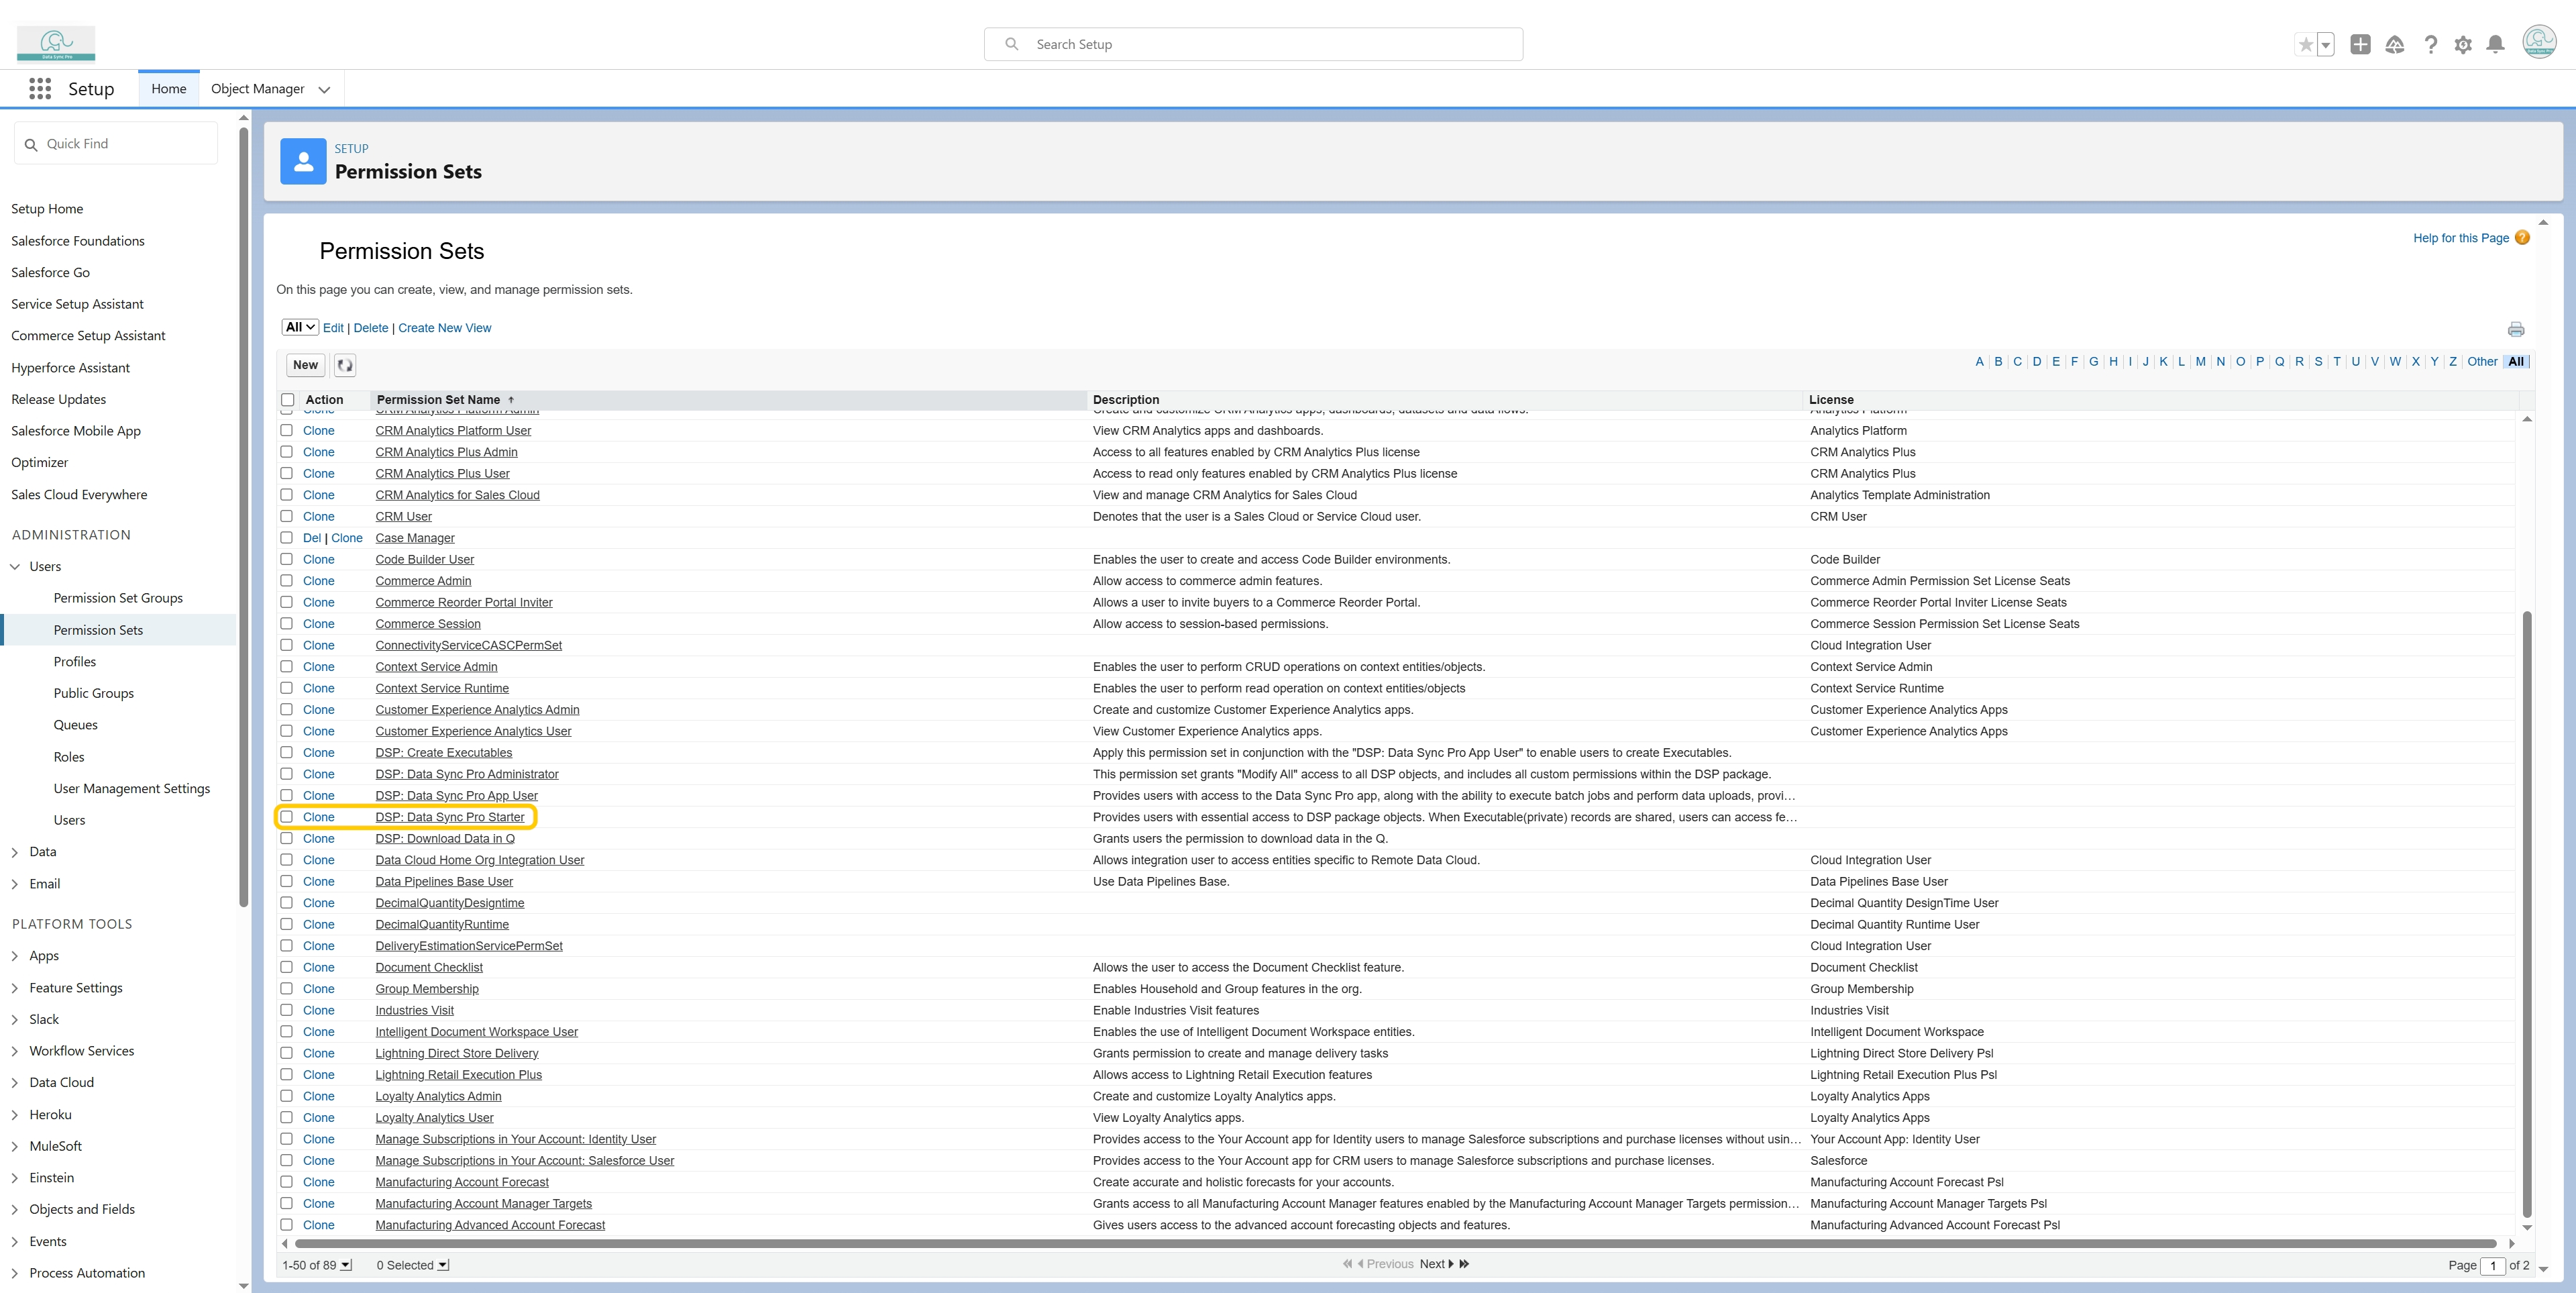 Data Sync Pro
Search Setup
Setup
Home
Object Manager
Quick Find
Setup Home
Salesforce Foundations
Salesforce Go
Service Setup Assistant
Commerce Setup Assistant
Hyperforce Assistant
Release Updates
Salesforce Mobile App
Optimizer
Sales Cloud Everywhere
ADMINISTRATION
Users
Permission Set Groups
Permission Sets
Profiles
Public Groups
Queues
Roles
User Management Settings
Users
Data
Email
PLATFORM TOOLS
Apps
Feature Settings
Slack
Workflow Services
Data Cloud
Heroku
MuleSoft
Einstein
Objects and Fields
Events
Process Automation
SETUP
Permission Sets
Permission Sets
Help for this Page
On this page you can create, view, and manage permission sets.
All Edit | Delete | Create New View
New
A | B | C | D | E | F | G | H | I | J | K | L | M | N | O | P | Q | R | S | T | U | V | W | X | Y | Z | Other | All
Action Permission Set Name Description License
Clone CRM Analytics Platform Admin Create and customize CRM Analytics apps, dashboards, datasets and data flows. Analytics Platform
Clone CRM Analytics Platform User View CRM Analytics apps and dashboards. Analytics Platform
Clone CRM Analytics Plus Admin Access to all features enabled by CRM Analytics Plus license CRM Analytics Plus
Clone CRM Analytics Plus User Access to read only features enabled by CRM Analytics Plus license CRM Analytics Plus
Clone CRM Analytics for Sales Cloud View and manage CRM Analytics for Sales Cloud Analytics Template Administration
Clone CRM User Denotes that the user is a Sales Cloud or Service Cloud user. CRM User
Del | Clone Case Manager
Clone Code Builder User Enables the user to create and access Code Builder environments. Code Builder
Clone Commerce Admin Allow access to commerce admin features. Commerce Admin Permission Set License Seats
Clone Commerce Reorder Portal Inviter Allows a user to invite buyers to a Commerce Reorder Portal. Commerce Reorder Portal Inviter License Seats
Clone Commerce Session Allow access to session-based permissions. Commerce Session Permission Set License Seats
Clone ConnectivityServiceCASCPermSet Cloud Integration User
Clone Context Service Admin Enables the user to perform CRUD operations on context entities/objects. Context Service Admin
Clone Context Service Runtime Enables the user to perform read operation on context entities/objects Context Service Runtime
Clone Customer Experience Analytics Admin Create and customize Customer Experience Analytics apps. Customer Experience Analytics Apps
Clone Customer Experience Analytics User View Customer Experience Analytics apps. Customer Experience Analytics Apps
Clone DSP: Create Executables Apply this permission set in conjunction with the "DSP: Data Sync Pro App User" to enable users to create Executables.
Clone DSP: Data Sync Pro Administrator This permission set grants "Modify All" access to all DSP objects, and includes all custom permissions within the DSP package.
Clone DSP: Data Sync Pro App User Provides users with access to the Data Sync Pro app, along with the ability to execute batch jobs and perform data uploads, provi...
Clone DSP: Data Sync Pro Starter Provides users with essential access to DSP package objects. When Executable(private) records are shared, users can access fe...
Clone DSP: Download Data in Q Grants users the permission to download data in the Q.
Clone Data Cloud Home Org Integration User Allows integration user to access entities specific to Remote Data Cloud. Cloud Integration User
Clone Data Pipelines Base User Use Data Pipelines Base. Data Pipelines Base User
Clone DecimalQuantityDesigntime Decimal Quantity DesignTime User
Clone DecimalQuantityRuntime Decimal Quantity Runtime User
Clone DeliveryEstimationServicePermSet Cloud Integration User
Clone Document Checklist Allows the user to access the Document Checklist feature. Document Checklist
Clone Group Membership Enables Household and Group features in the org. Group Membership
Clone Industries Visit Enable Industries Visit features Industries Visit
Clone Intelligent Document Workspace User Enables the use of Intelligent Document Workspace entities. Intelligent Document Workspace
Clone Lightning Direct Store Delivery Grants permission to create and manage delivery tasks Lightning Direct Store Delivery Psl
Clone Lightning Retail Execution Plus Allows access to Lightning Retail Execution features Lightning Retail Execution Plus Psl
Clone Loyalty Analytics Admin Create and customize Loyalty Analytics apps. Loyalty Analytics Apps
Clone Loyalty Analytics User View Loyalty Analytics apps. Loyalty Analytics Apps
Clone Manage Subscriptions in Your Account: Identity User Provides access to the Your Account app for Identity users to manage Salesforce subscriptions and purchase licenses without usin... Your Account App: Identity User
Clone Manage Subscriptions in Your Account: Salesforce User Provides access to the Your Account app for CRM users to manage Salesforce subscriptions and purchase licenses. Salesforce
Clone Manufacturing Account Forecast Create accurate and holistic forecasts for your accounts. Manufacturing Account Forecast Psl
Clone Manufacturing Account Manager Targets Grants access to all Manufacturing Account Manager features enabled by the Manufacturing Account Manager Targets permission... Manufacturing Account Manager Targets Psl
Clone Manufacturing Advanced Account Forecast Gives users access to the advanced account forecasting objects and features. Manufacturing Advanced Account Forecast Psl
1-50 of 89 0 Selected Previous Next Page 1 of 2